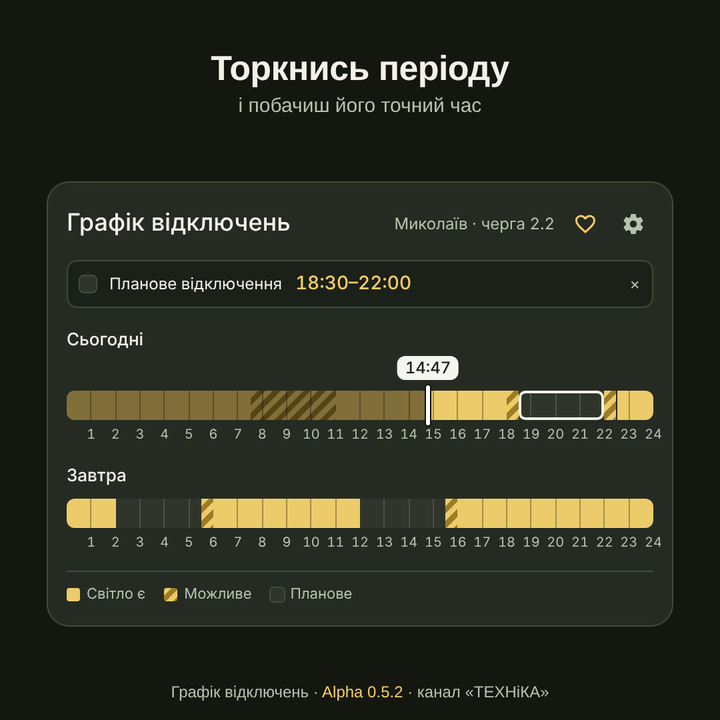 Торкнись періоду
і побачиш його точний час
Графік відключень
Миколаїв · черга 2.2
Планове відключення 18:30–22:00 ×
Сьогодні
14:47
1 2 3 4 5 6 7 8 9 10 11 12 13 14 15 16 17 18 19 20 21 22 23 24
Завтра
1 2 3 4 5 6 7 8 9 10 11 12 13 14 15 16 17 18 19 20 21 22 23 24
Світло є Можливе Планове
Графік відключень · Alpha 0.5.2 · канал «ТЕХНіКА»